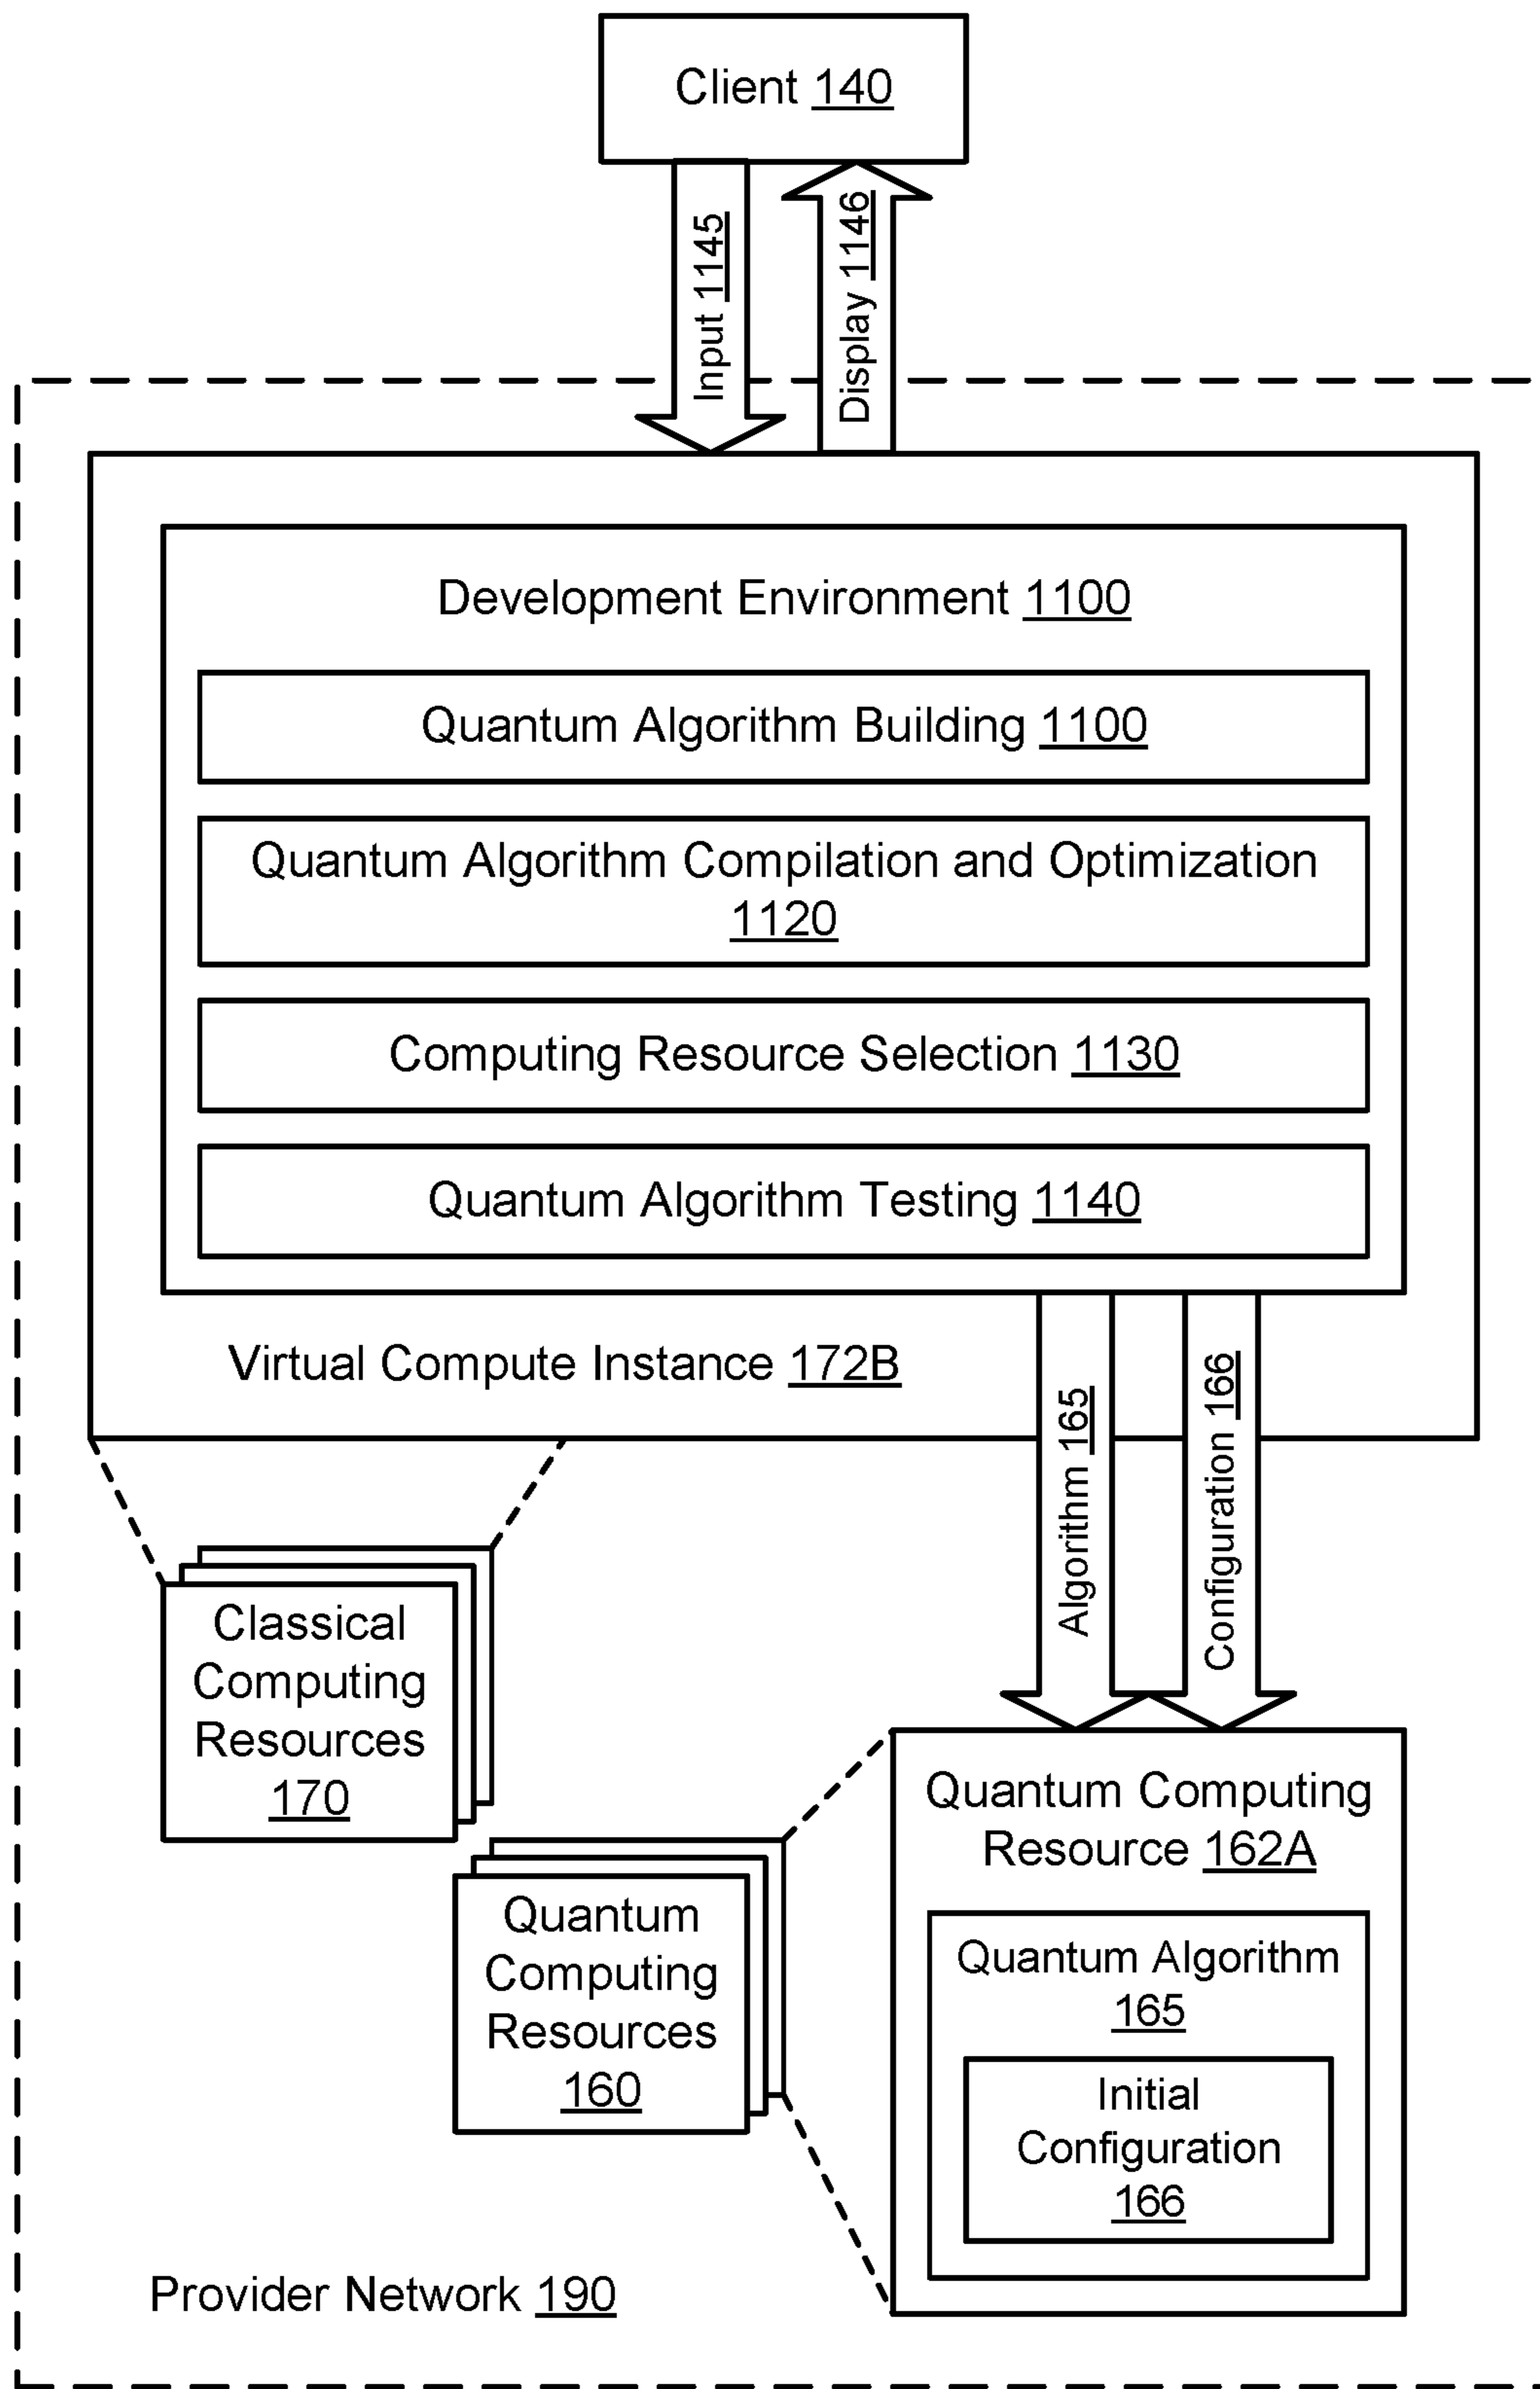 Client 140
Input 1145
Display 1146
Development Environment 1100
Quantum Algorithm Building 1100
Quantum Algorithm Compilation and Optimization
1120
Computing Resource Selection 1130
Quantum Algorithm Testing 1140
Virtual Compute Instance 172B
Algorithm 165
Configuration 166
Classical
Computing
Resources
170
Quantum
Computing
Resources
160
Quantum Computing
Resource 162A
Quantum Algorithm
165
Initial
Configuration
166
Provider Network 190